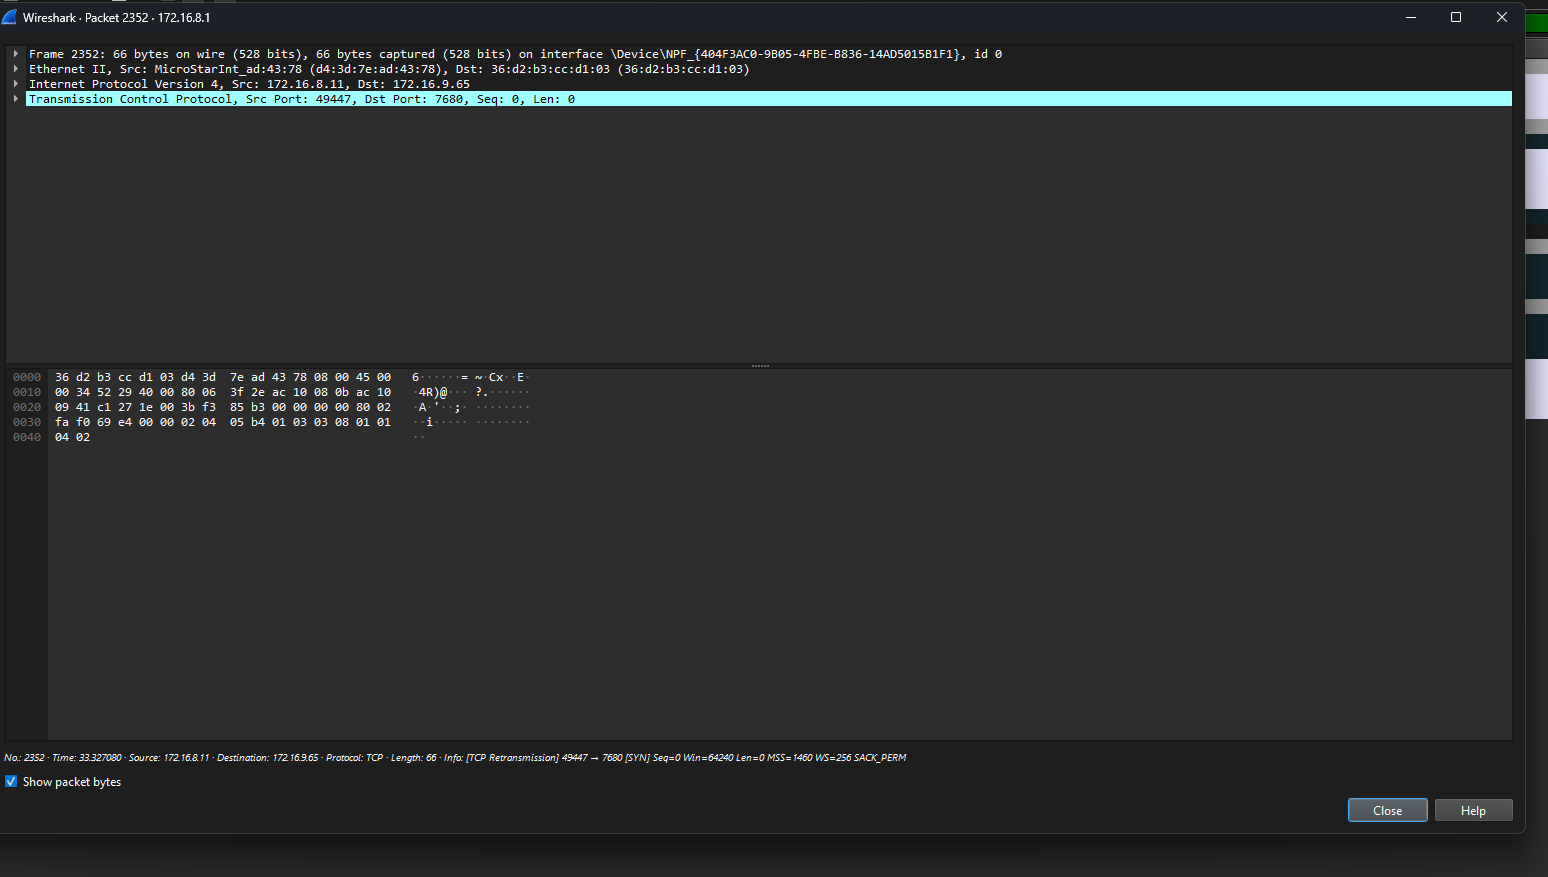 Wireshark · Packet 2352 · 172.16.8.1
Frame 2352: 66 bytes on wire (528 bits), 66 bytes captured (528 bits) on interface \Device\NPF_{404F3AC0-9B05-4FBE-B836-14AD5015B1F1}, id 0
Ethernet II, Src: MicroStarInt_ad:43:78 (d4:3d:7e:ad:43:78), Dst: 36:d2:b3:cc:d1:03 (36:d2:b3:cc:d1:03)
Internet Protocol Version 4, Src: 172.16.8.11, Dst: 172.16.9.65
Transmission Control Protocol, Src Port: 49447, Dst Port: 7680, Seq: 0, Len: 0
0000 36 d2 b3 cc d1 03 d4 3d 7e ad 43 78 08 00 45 00 6······= ~·Cx··E·
0010 00 34 52 29 40 00 80 06 3f 2e ac 10 08 0b ac 10 ·4R)@··· ?.······
0020 09 41 c1 27 1e 00 3b f3 85 b3 00 00 00 00 80 02 ·A·'··;· ········
0030 fa f0 69 e4 00 00 02 04 05 b4 01 03 03 08 01 01 ··i····· ········
0040 04 02 ··
No.: 2352 · Time: 33.327080 · Source: 172.16.8.11 · Destination: 172.16.9.65 · Protocol: TCP · Length: 66 · Info: [TCP Retransmission] 49447 → 7680 [SYN] Seq=0 Win=64240 Len=0 MSS=1460 WS=256 SACK_PERM
Show packet bytes
Close Help